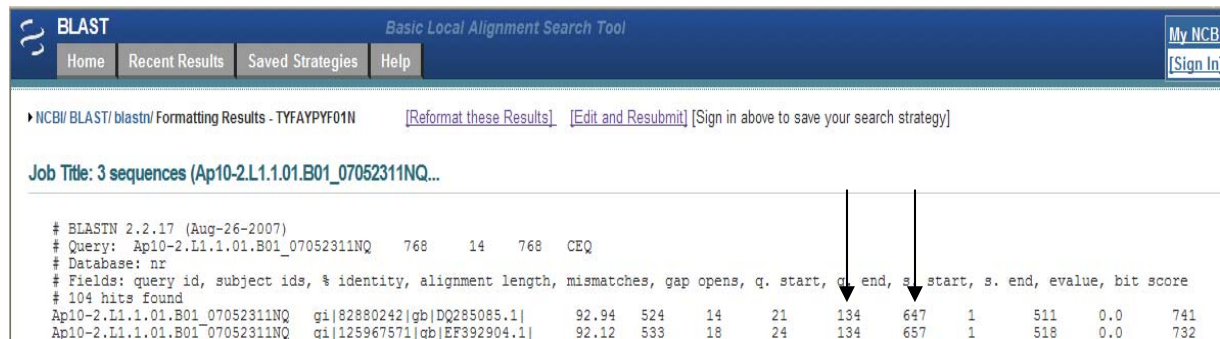 BLAST
Basic Local Alignment Search Tool
My NCB
[Sign In]
Home Recent Results Saved Strategies Help
NCBI/ BLAST/ blastn/ Formatting Results - TYFAYPYF01N [Reformat these Results] [Edit and Resubmit] [Sign in above to save your search strategy]
Job Title: 3 sequences (Ap10-2.L1.1.01.B01_07052311NQ...
# BLASTN 2.2.17 (Aug-26-2007)
# Query: Ap10-2.L1.1.01.B01_07052311NQ 768 14 768 CEQ
# Database: nr
# Fields: query id, subject ids, % identity, alignment length, mismatches, gap opens, q. start, q. end, s. start, s. end, evalue, bit score
# 104 hits found
Ap10-2.L1.1.01.B01_07052311NQ gi|82880242|gb|DQ285085.1| 92.94 524 14 21 134 647 1 511 0.0 741
Ap10-2.L1.1.01.B01_07052311NQ gi|125967571|gb|EF392904.1| 92.12 533 18 24 134 657 1 518 0.0 732